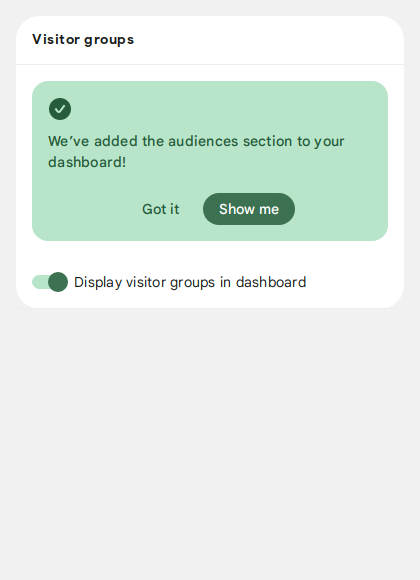 Visitor groups
We’ve added the audiences section to your
dashboard!
Got it
Show me
Display visitor groups in dashboard